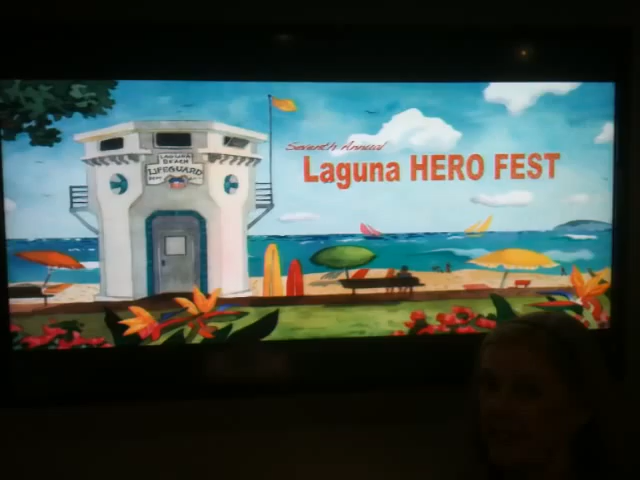 Seventh Annual
Laguna HERO FEST
LAGUNA
BEACH
LIFEGUARD